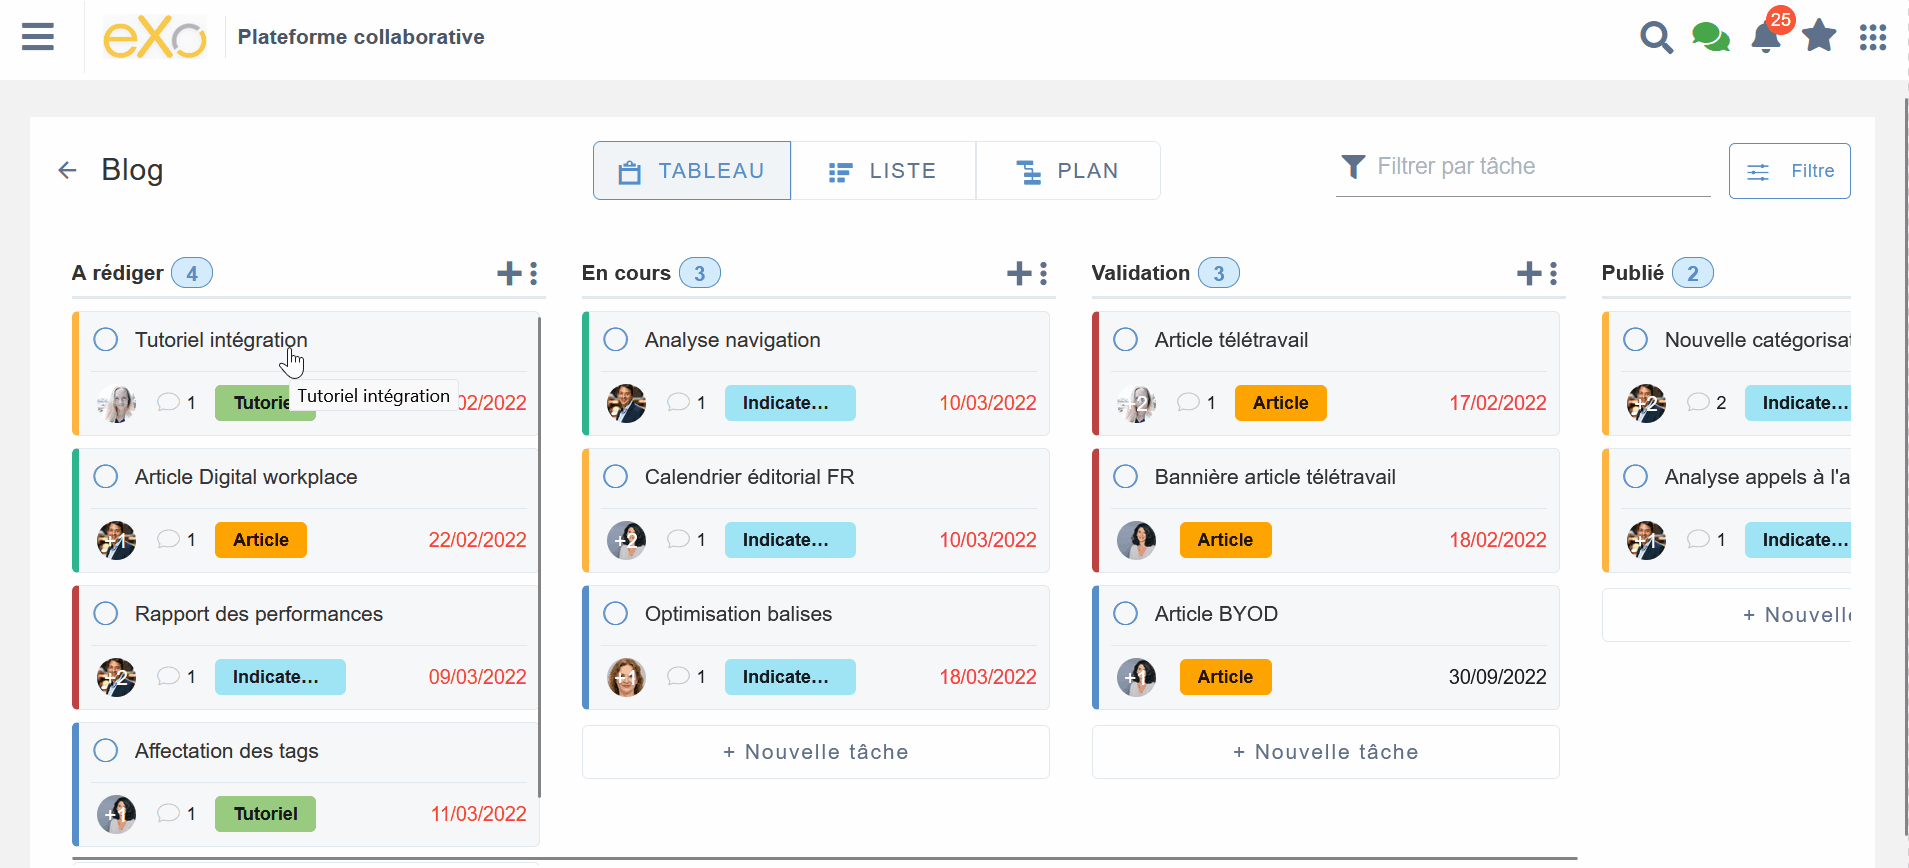 eXo
Plateforme collaborative
25
Blog
TABLEAU
LISTE
PLAN
Filtrer par tâche
Filtre
A rédiger 4
Tutoriel intégration
1
Tutorie
02/2022
Tutoriel intégration
Article Digital workplace
+1
1
Article
22/02/2022
Rapport des performances
+2
1
Indicate...
09/03/2022
Affectation des tags
1
Tutoriel
11/03/2022
En cours 3
Analyse navigation
1
Indicate...
10/03/2022
Calendrier éditorial FR
+2
1
Indicate...
10/03/2022
Optimisation balises
+1
1
Indicate...
18/03/2022
+ Nouvelle tâche
Validation 3
Article télétravail
+2
1
Article
17/02/2022
Bannière article télétravail
Article
18/02/2022
Article BYOD
Article
30/09/2022
+ Nouvelle tâche
Publié 2
Nouvelle catégorisat
+2
2
Indicate...
Analyse appels à l'a
+1
1
Indicate...
+ Nouvelle